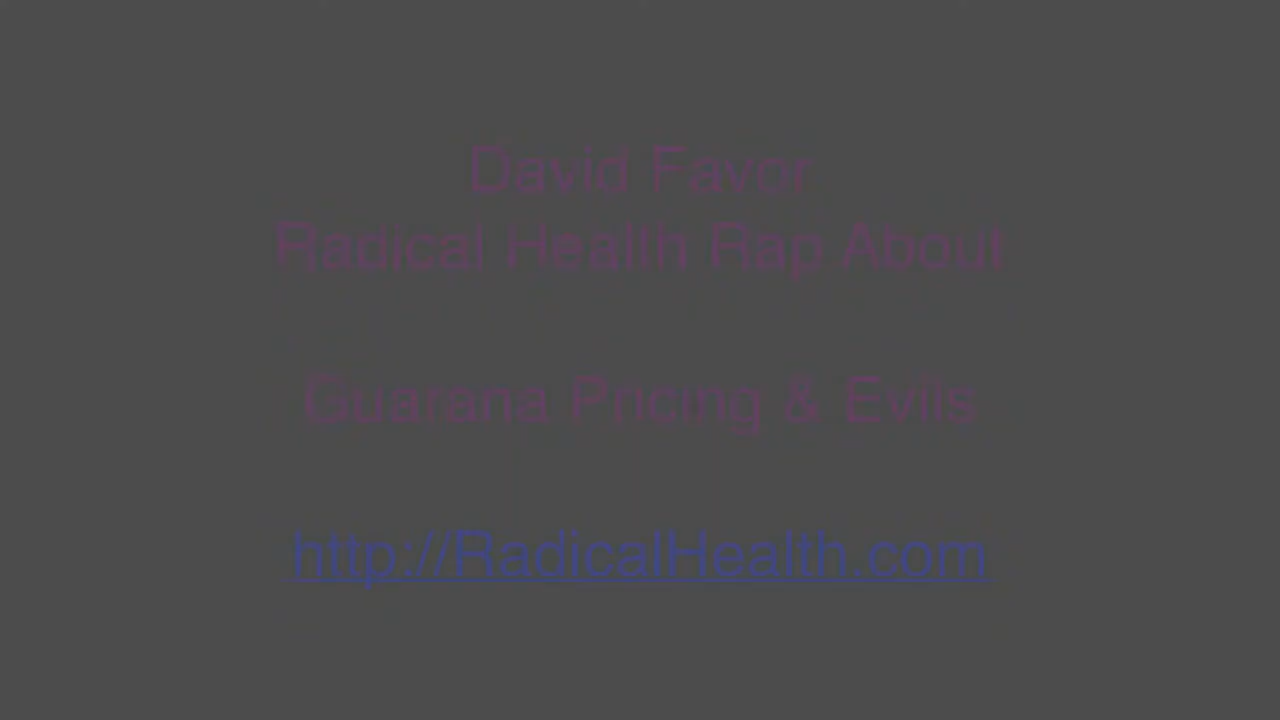 David Favor
Radical Health Rap About
Guarana Pricing & Evils
http://RadicalHealth.com